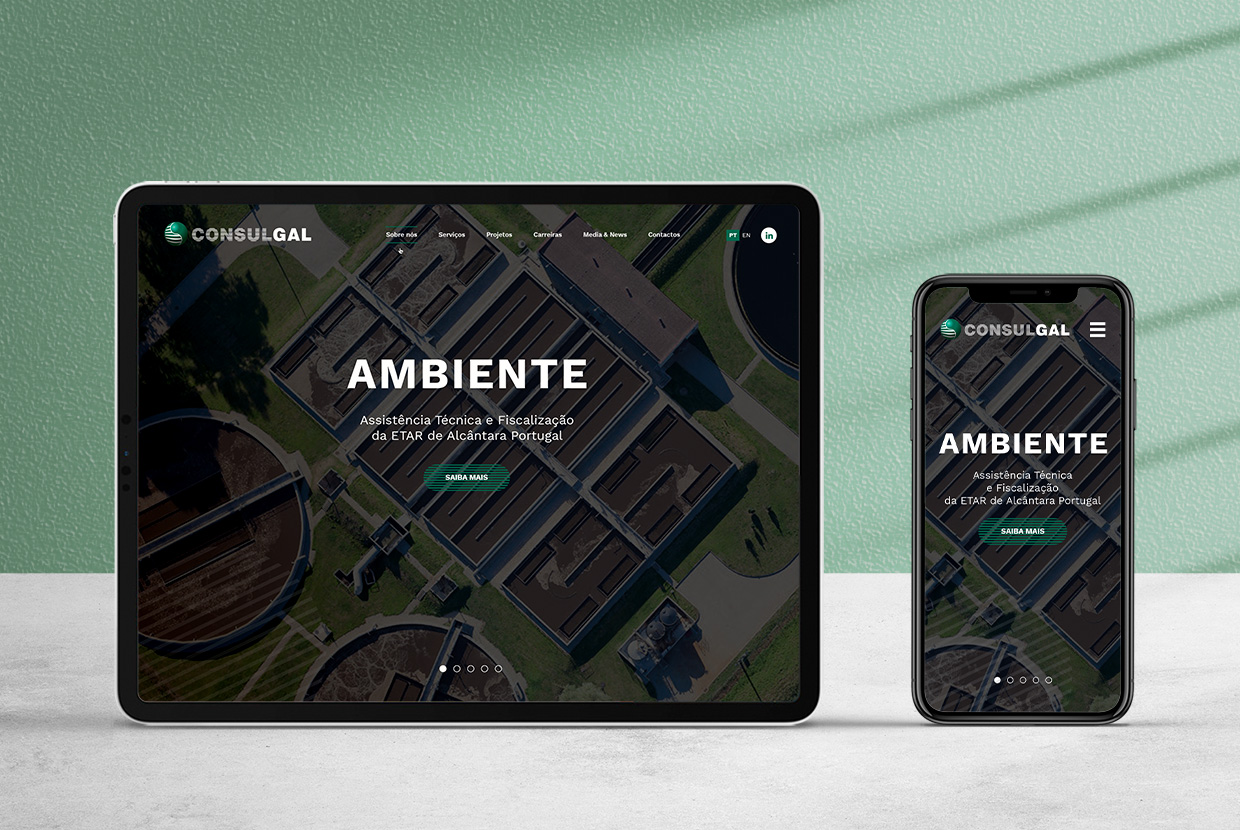 CONSULGAL
Sobre nós Serviços Projetos Carreiras Media & News Contactos PT EN in
AMBIENTE
Assistência Técnica e Fiscalização
da ETAR de Alcântara Portugal
SAIBA MAIS
CONSULGAL
AMBIENTE
Assistência Técnica
e Fiscalização
da ETAR de Alcântara Portugal
SAIBA MAIS